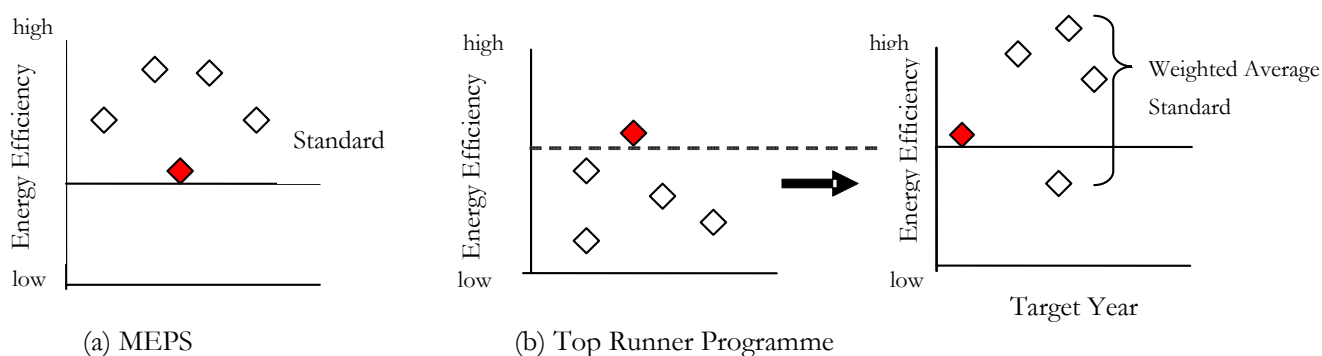 high
Energy Efficiency
Standard
low
(a) MEPS
high
Energy Efficiency
low
(b) Top Runner Programme
high
Energy Efficiency
Weighted Average
Standard
low
Target Year